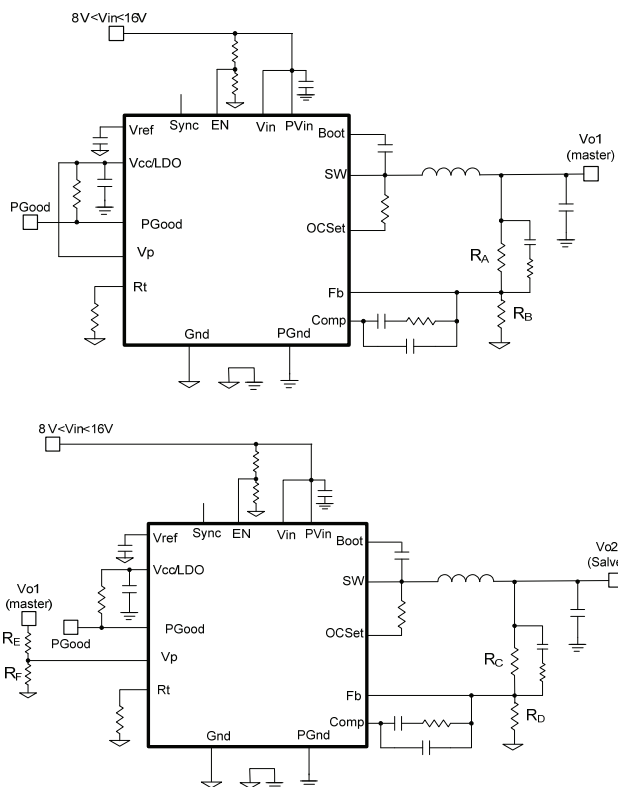 8V<Vin<16V
Sync EN Vin PVin
Vref
Boot
Vcc/LDO
SW
Vo1
(master)
PGood
PGood
OCSet
Vp
RA
Rt
Fb
RB
Comp
Gnd PGnd
8V<Vin<16V
Sync EN Vin PVin
Vref
Boot
Vcc/LDO
SW
Vo2
(Salve
Vo1
(master)
RE
PGood
PGood
OCSet
RF
Vp
RC
Rt
Fb
RD
Comp
Gnd PGnd